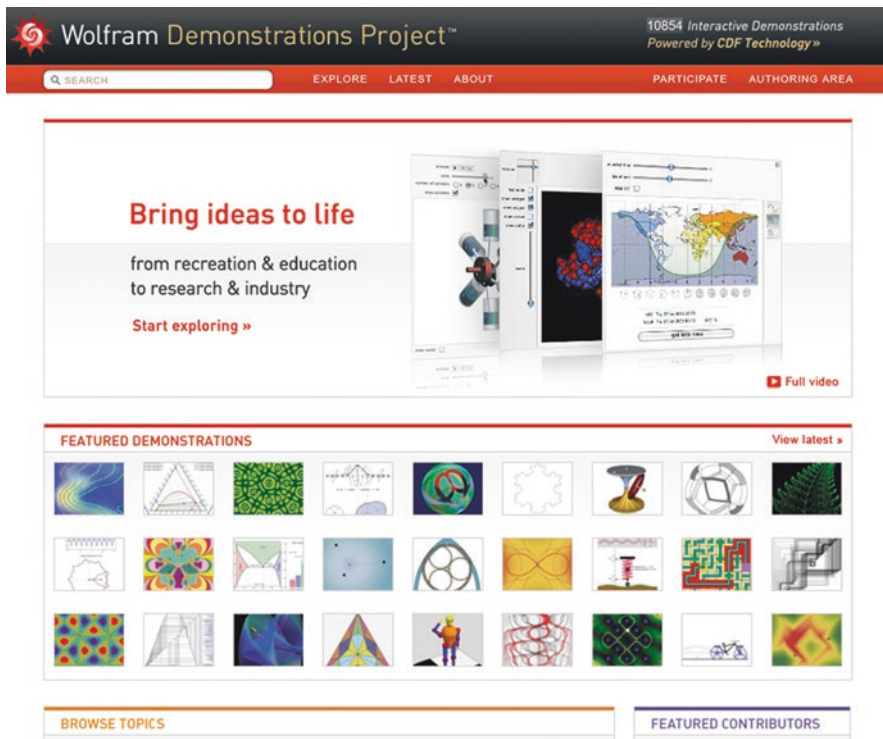 Wolfram Demonstrations Project™
10854 Interactive Demonstrations
Powered by CDF Technology »
SEARCH
EXPLORE LATEST ABOUT
PARTICIPATE AUTHORING AREA
Bring ideas to life
from recreation & education
to research & industry
Start exploring »
Full video
FEATURED DEMONSTRATIONS
View latest »
BROWSE TOPICS
FEATURED CONTRIBUTORS